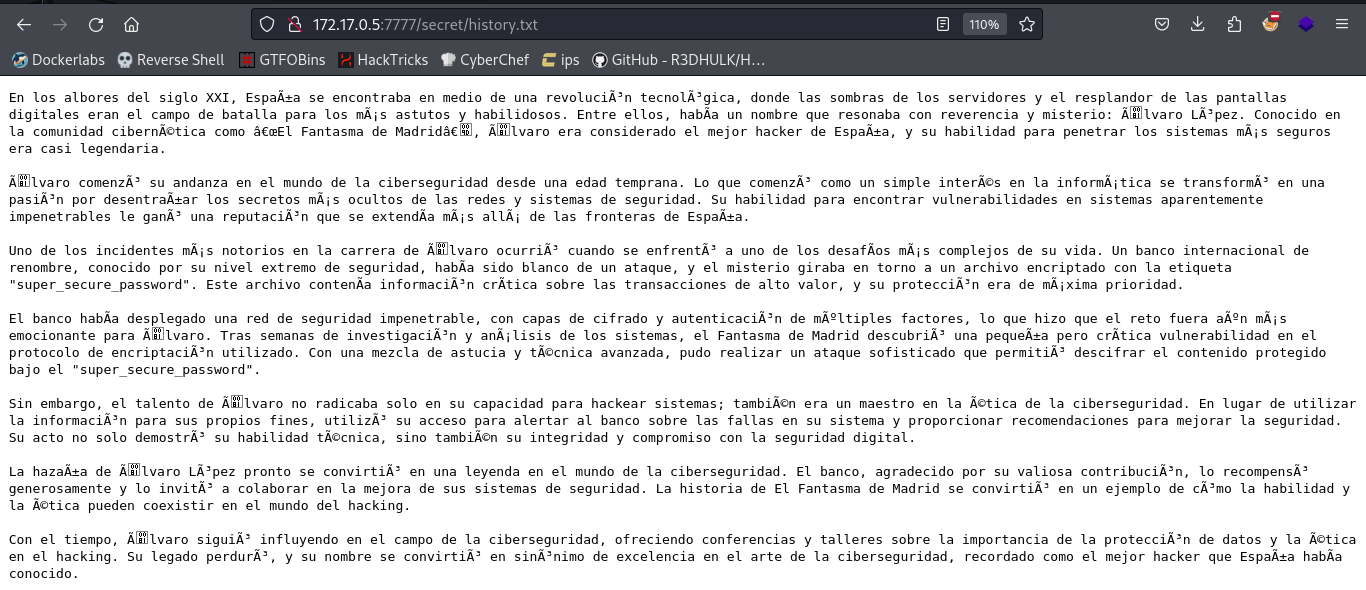 172.17.0.5:7777/secret/history.txt
110%
Dockerlabs
Reverse Shell
GTFOBins
HackTricks
CyberChef
ips
GitHub - R3DHULK/H…
En los albores del siglo XXI, EspaÃ±a se encontraba en medio de una revoluciÃ³n tecnolÃ³gica, donde las sombras de los servidores y el resplandor de las pantallas
digitales eran el campo de batalla para los mÃ¡s astutos y habilidosos. Entre ellos, habÃ­a un nombre que resonaba con reverencia y misterio: Ãlvaro LÃ³pez. Conocido en
la comunidad cibernÃ©tica como â€œEl Fantasma de Madridâ€, Ãlvaro era considerado el mejor hacker de EspaÃ±a, y su habilidad para penetrar los sistemas mÃ¡s seguros
era casi legendaria.
Ãlvaro comenzÃ³ su andanza en el mundo de la ciberseguridad desde una edad temprana. Lo que comenzÃ³ como un simple interÃ©s en la informÃ¡tica se transformÃ³ en una
pasiÃ³n por desentraÃ±ar los secretos mÃ¡s ocultos de las redes y sistemas de seguridad. Su habilidad para encontrar vulnerabilidades en sistemas aparentemente
impenetrables le ganÃ³ una reputaciÃ³n que se extendÃ­a mÃ¡s allÃ¡ de las fronteras de EspaÃ±a.
Uno de los incidentes mÃ¡s notorios en la carrera de Ãlvaro ocurriÃ³ cuando se enfrentÃ³ a uno de los desafÃ­os mÃ¡s complejos de su vida. Un banco internacional de
renombre, conocido por su nivel extremo de seguridad, habÃ­a sido blanco de un ataque, y el misterio giraba en torno a un archivo encriptado con la etiqueta
"super_secure_password". Este archivo contenÃ­a informaciÃ³n crÃ­tica sobre las transacciones de alto valor, y su protecciÃ³n era de mÃ¡xima prioridad.
El banco habÃ­a desplegado una red de seguridad impenetrable, con capas de cifrado y autenticaciÃ³n de mÃºltiples factores, lo que hizo que el reto fuera aÃºn mÃ¡s
emocionante para Ãlvaro. Tras semanas de investigaciÃ³n y anÃ¡lisis de los sistemas, el Fantasma de Madrid descubriÃ³ una pequeÃ±a pero crÃ­tica vulnerabilidad en el
protocolo de encriptaciÃ³n utilizado. Con una mezcla de astucia y tÃ©cnica avanzada, pudo realizar un ataque sofisticado que permitiÃ³ descifrar el contenido protegido
bajo el "super_secure_password".
Sin embargo, el talento de Ãlvaro no radicaba solo en su capacidad para hackear sistemas; tambiÃ©n era un maestro en la Ã©tica de la ciberseguridad. En lugar de utilizar
la informaciÃ³n para sus propios fines, utilizÃ³ su acceso para alertar al banco sobre las fallas en su sistema y proporcionar recomendaciones para mejorar la seguridad.
Su acto no solo demostrÃ³ su habilidad tÃ©cnica, sino tambiÃ©n su integridad y compromiso con la seguridad digital.
La hazaÃ±a de Ãlvaro LÃ³pez pronto se convirtiÃ³ en una leyenda en el mundo de la ciberseguridad. El banco, agradecido por su valiosa contribuciÃ³n, lo recompensÃ³
generosamente y lo invitÃ³ a colaborar en la mejora de sus sistemas de seguridad. La historia de El Fantasma de Madrid se convirtiÃ³ en un ejemplo de cÃ³mo la habilidad y
la Ã©tica pueden coexistir en el mundo del hacking.
Con el tiempo, Ãlvaro siguiÃ³ influyendo en el campo de la ciberseguridad, ofreciendo conferencias y talleres sobre la importancia de la protecciÃ³n de datos y la Ã©tica
en el hacking. Su legado perdurÃ³, y su nombre se convirtiÃ³ en sinÃ³nimo de excelencia en el arte de la ciberseguridad, recordado como el mejor hacker que EspaÃ±a habÃ­a
conocido.